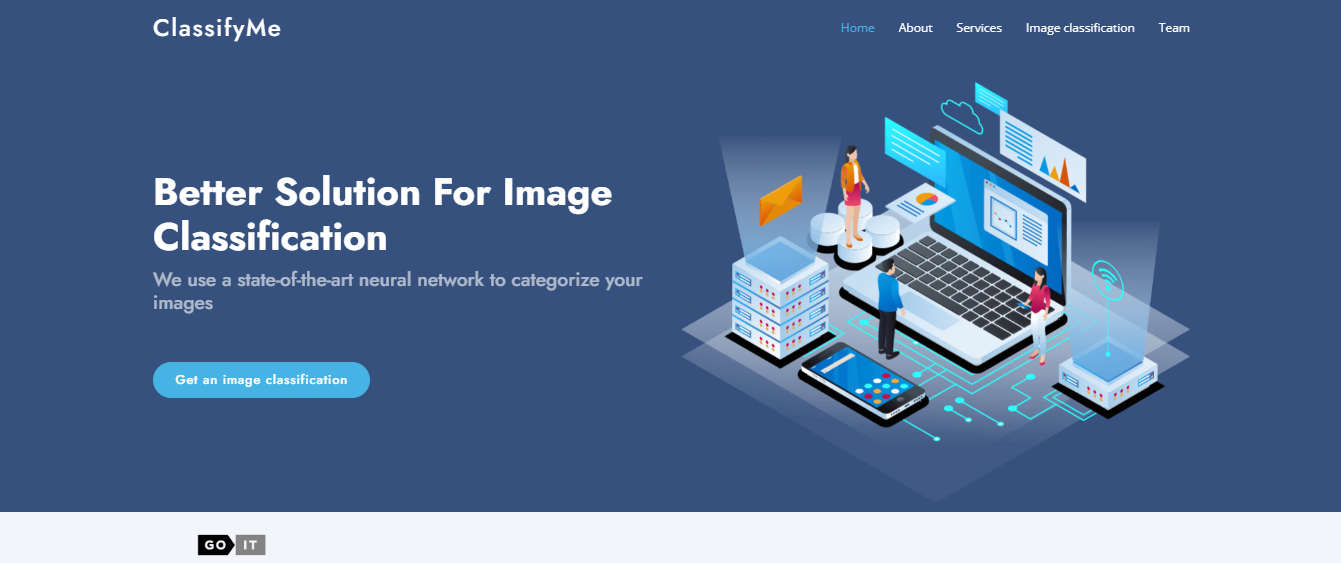 ClassifyMe
Home About Services Image classification Team
Better Solution For Image
Classification
We use a state-of-the-art neural network to categorize your
images
Get an image classification
GO IT